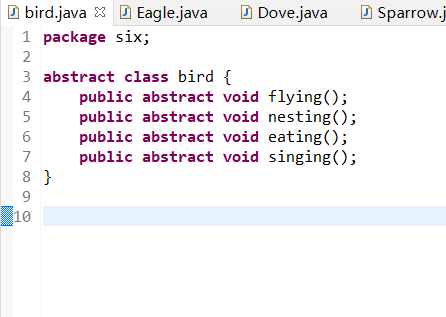 bird.java Eagle.java Dove.java Sparrow.j
1 package six;
2
3 abstract class bird {
4     public abstract void flying();
5     public abstract void nesting();
6     public abstract void eating();
7     public abstract void singing();
8 }
9
10